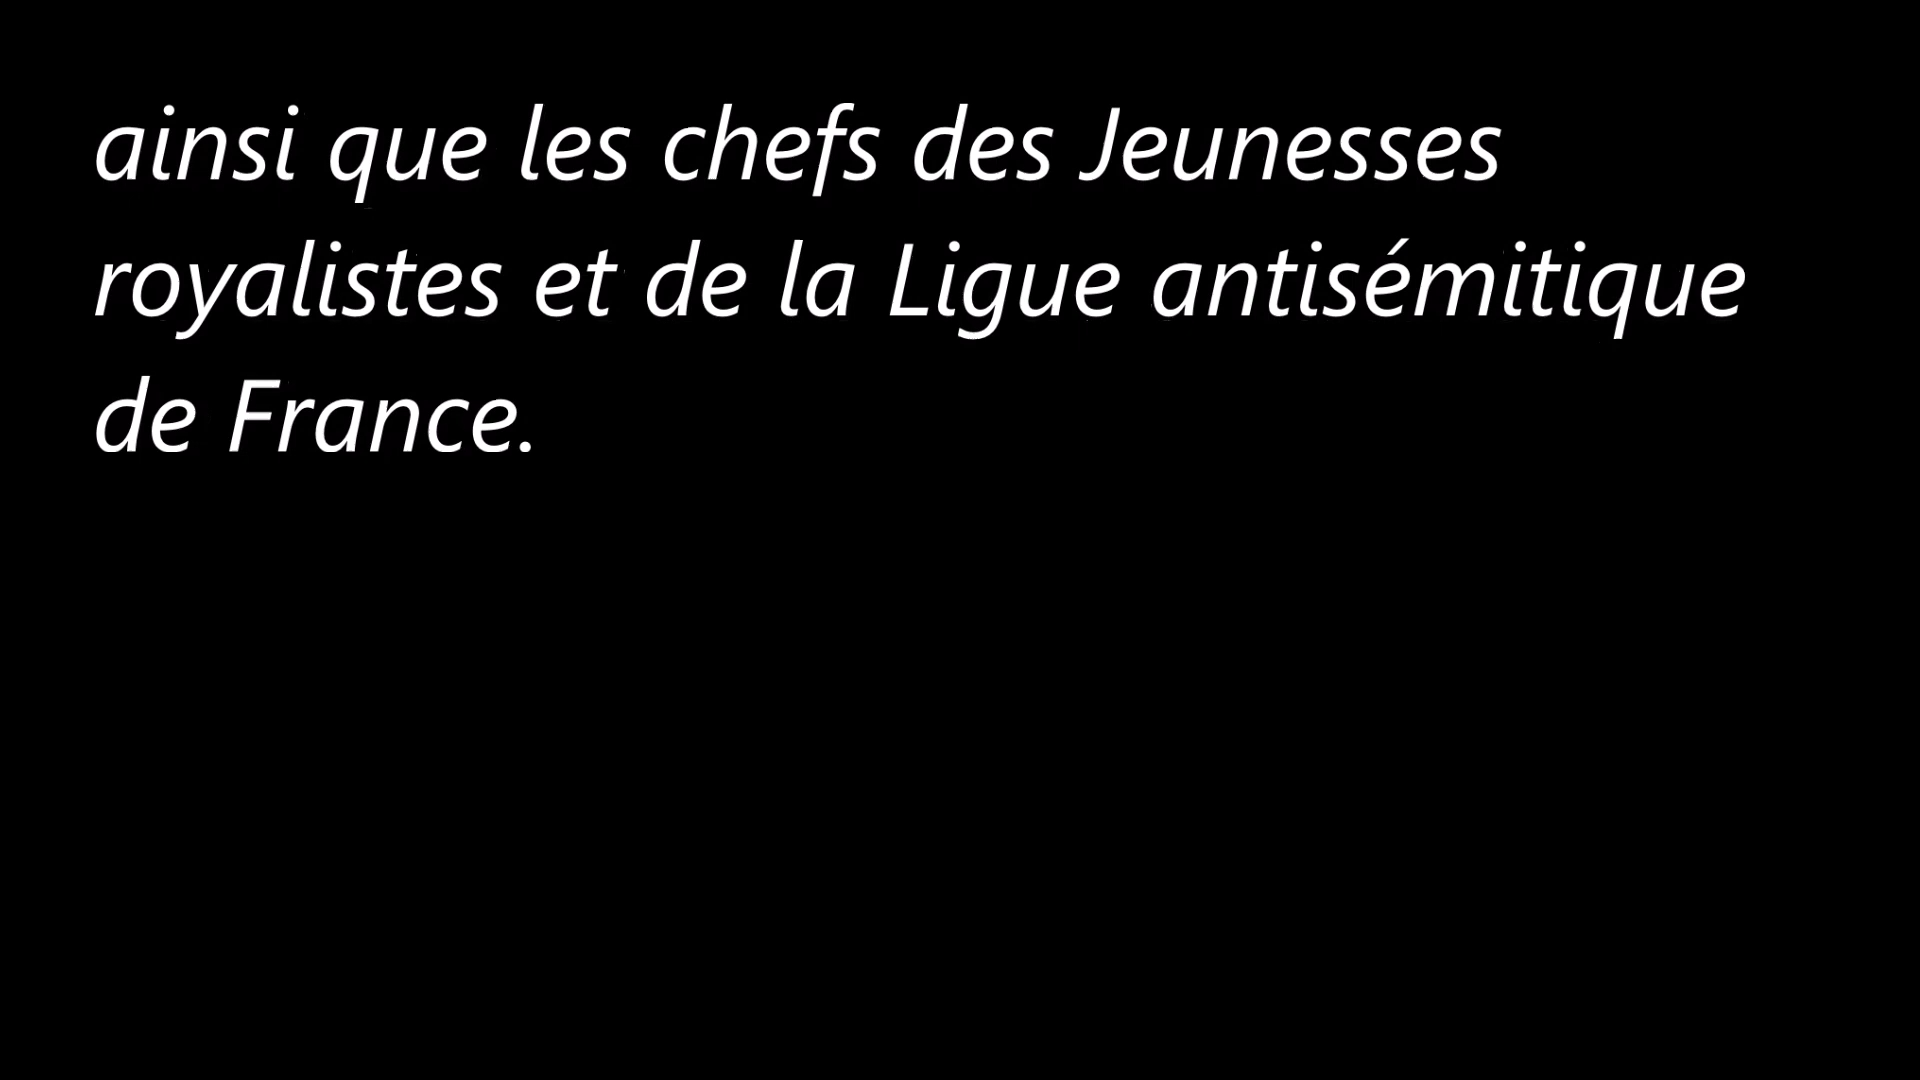 ainsi que les chefs des Jeunesses
royalistes et de la Ligue antisémitique
de France.